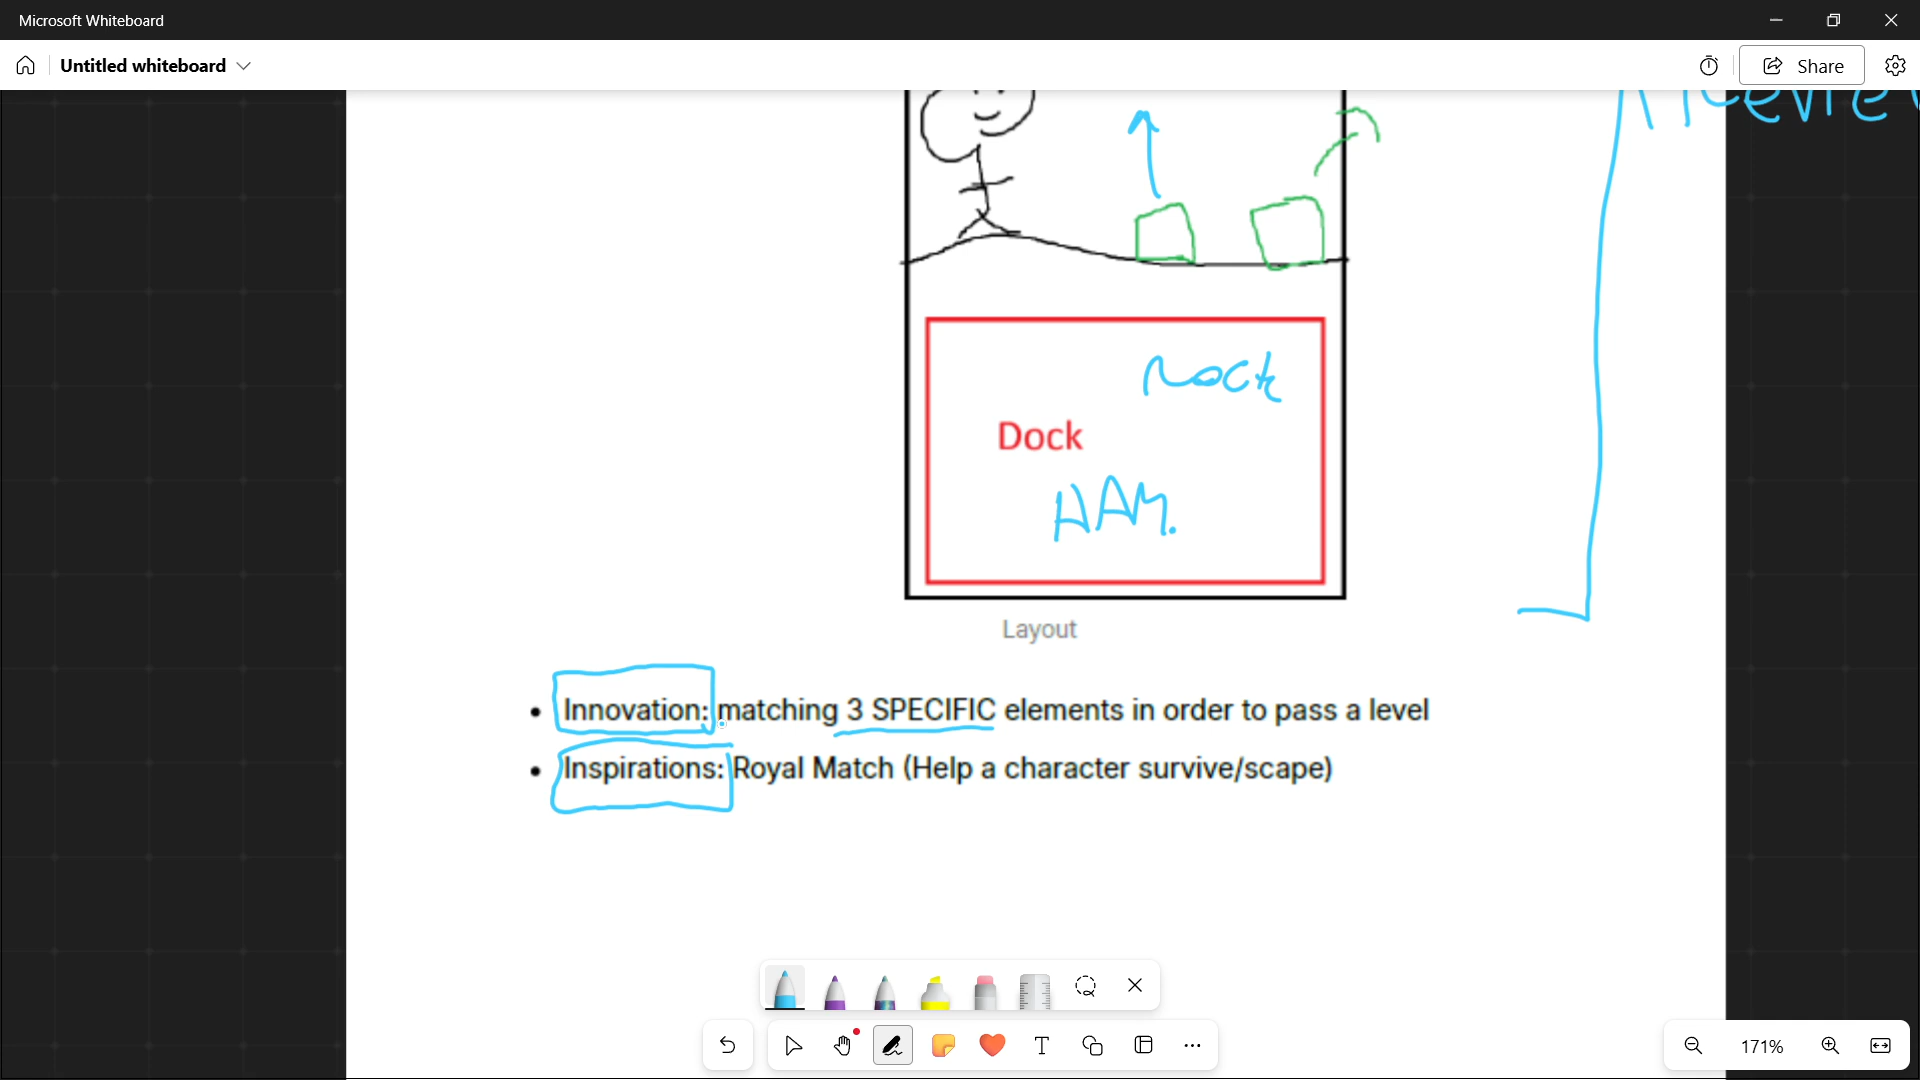 Microsoft Whiteboard
Untitled whiteboard
Share
Dock
HAM.
Layout
• Innovation: matching 3 SPECIFIC elements in order to pass a level
• Inspirations: Royal Match (Help a character survive/scape)
T
171%